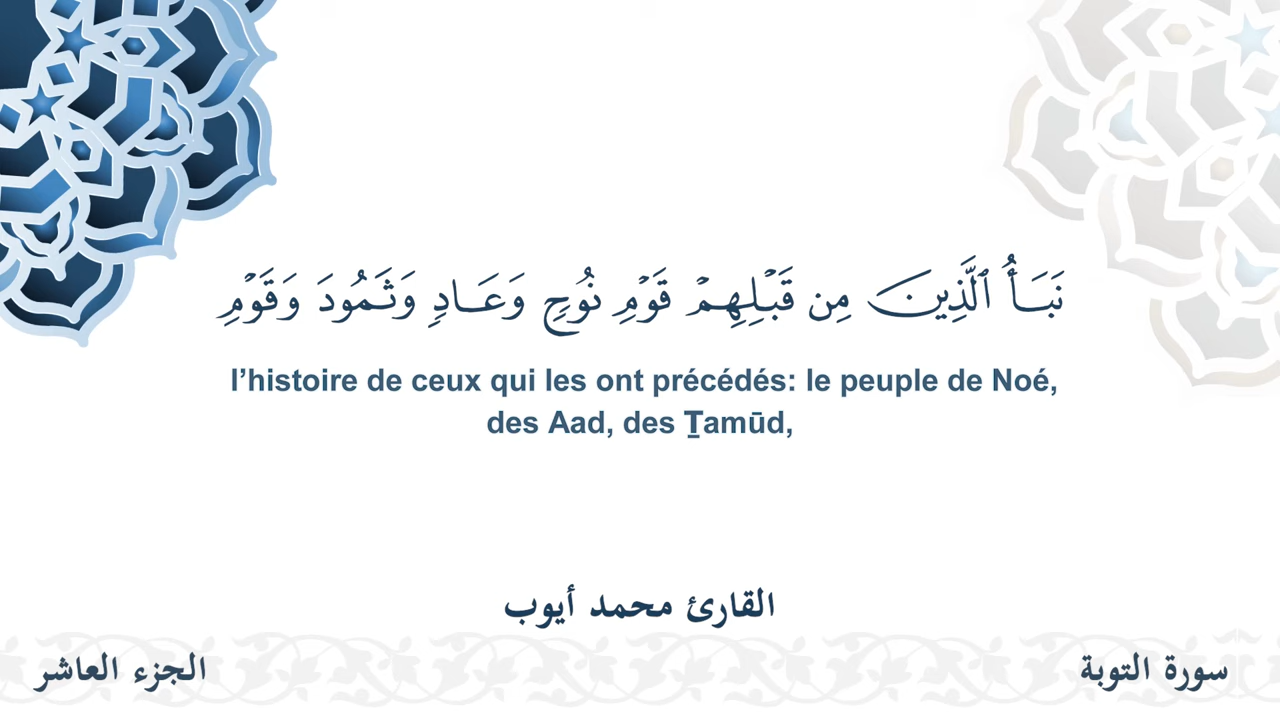 نَبَأُ ٱلَّذِينَ مِن قَبۡلِهِمۡ قَوۡمِ نُوحٖ وَعَادٖ وَثَمُودَ وَقَوۡمِ
l’histoire de ceux qui les ont précédés: le peuple de Noé,
des Aad, des Ṯamūd,
القارئ محمد أيوب
سورة التوبة
الجزء العاشر